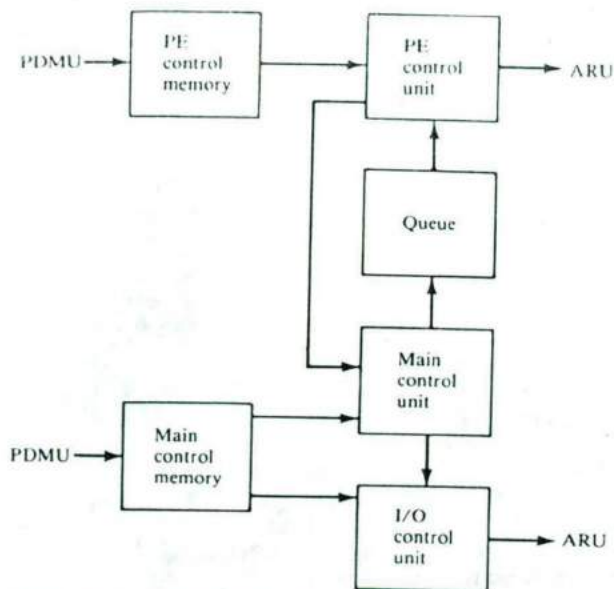 PDMU
PE
control
memory
PE
control
unit
ARU
Queue
Main
control
unit
PDMU
Main
control
memory
I/O
control
unit
ARU